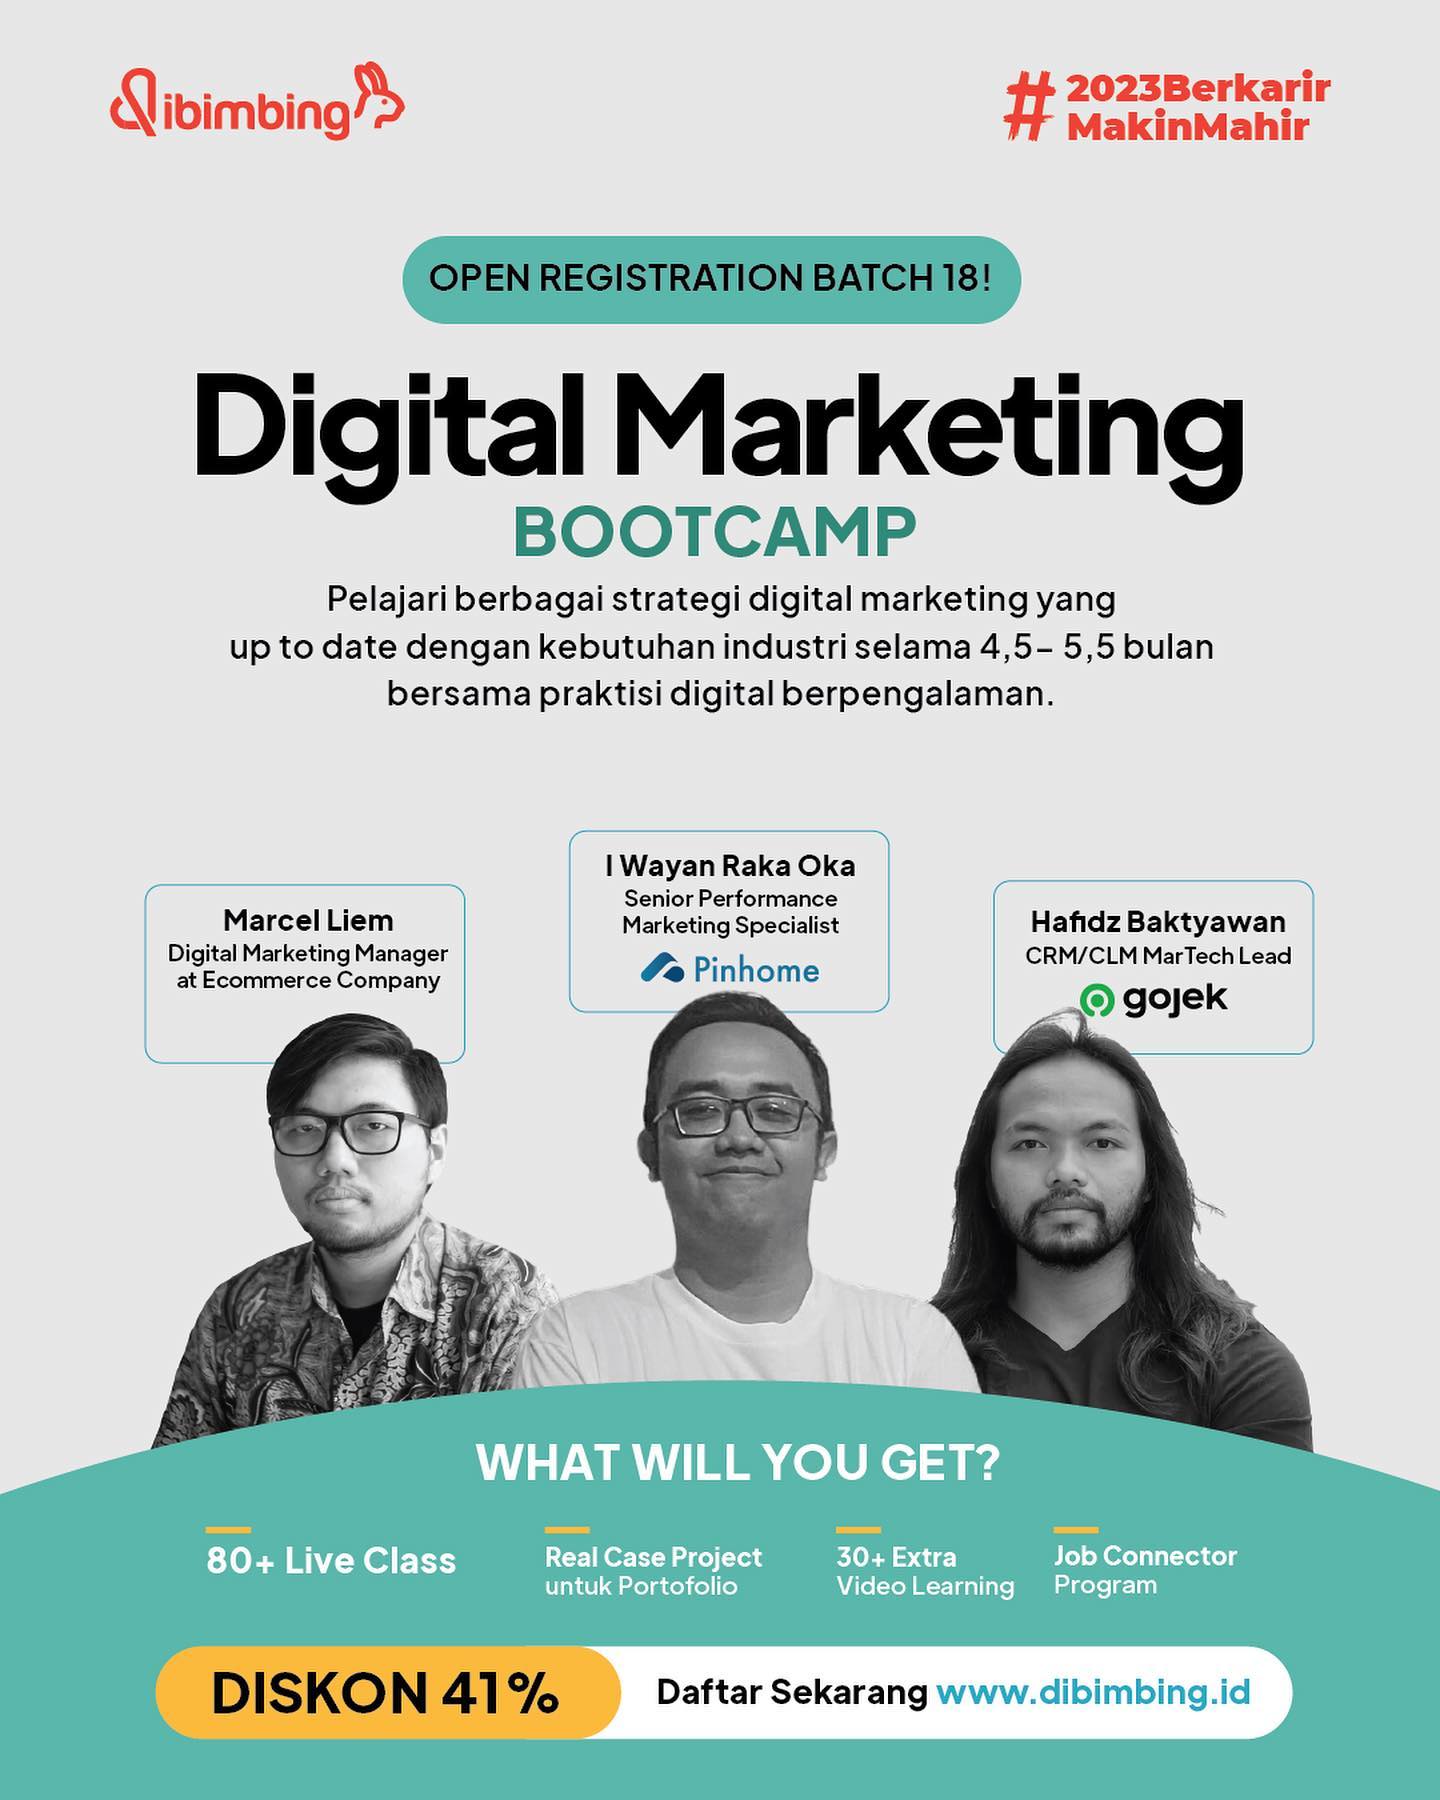 dibimbing
#2023Berkarir
MakinMahir
OPEN REGISTRATION BATCH 18!
Digital Marketing
BOOTCAMP
Pelajari berbagai strategi digital marketing yang
up to date dengan kebutuhan industri selama 4,5– 5,5 bulan
bersama praktisi digital berpengalaman.
Marcel Liem
Digital Marketing Manager
at Ecommerce Company
I Wayan Raka Oka
Senior Performance
Marketing Specialist
Pinhome
Hafidz Baktyawan
CRM/CLM MarTech Lead
gojek
WHAT WILL YOU GET?
80+ Live Class
Real Case Project
untuk Portofolio
30+ Extra
Video Learning
Job Connector
Program
DISKON 41%
Daftar Sekarang www.dibimbing.id